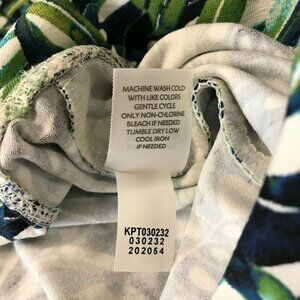 MACHINE WASH COLD
WITH LIKE COLORS
GENTLE CYCLE
ONLY NON-CHLORINE
BLEACH IF NEEDED
TUMBLE DRY LOW
COOL IRON
IF NEEDED
KPT030232
030232
202054